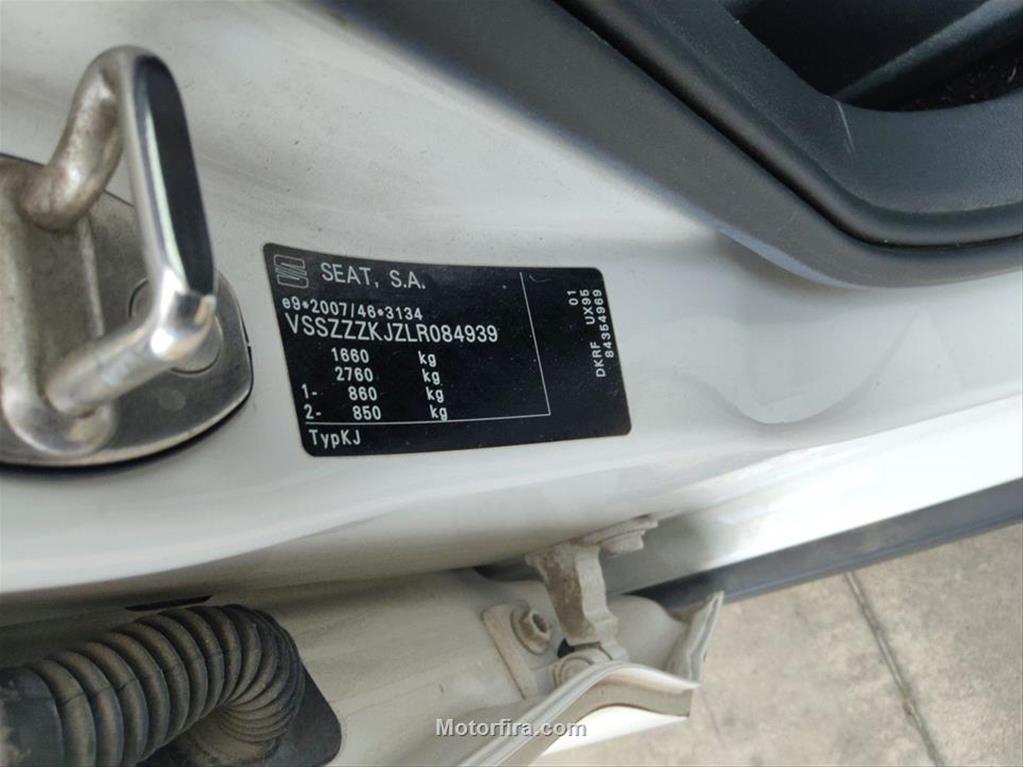 SEAT, S.A.
e9*2007/46*3134
VSSZZZKJZLR084939
1660 kg
2760 kg
1- 860 kg
2- 850 kg
TypKJ
DKRF UX95 01
84354969
Motorfira.com